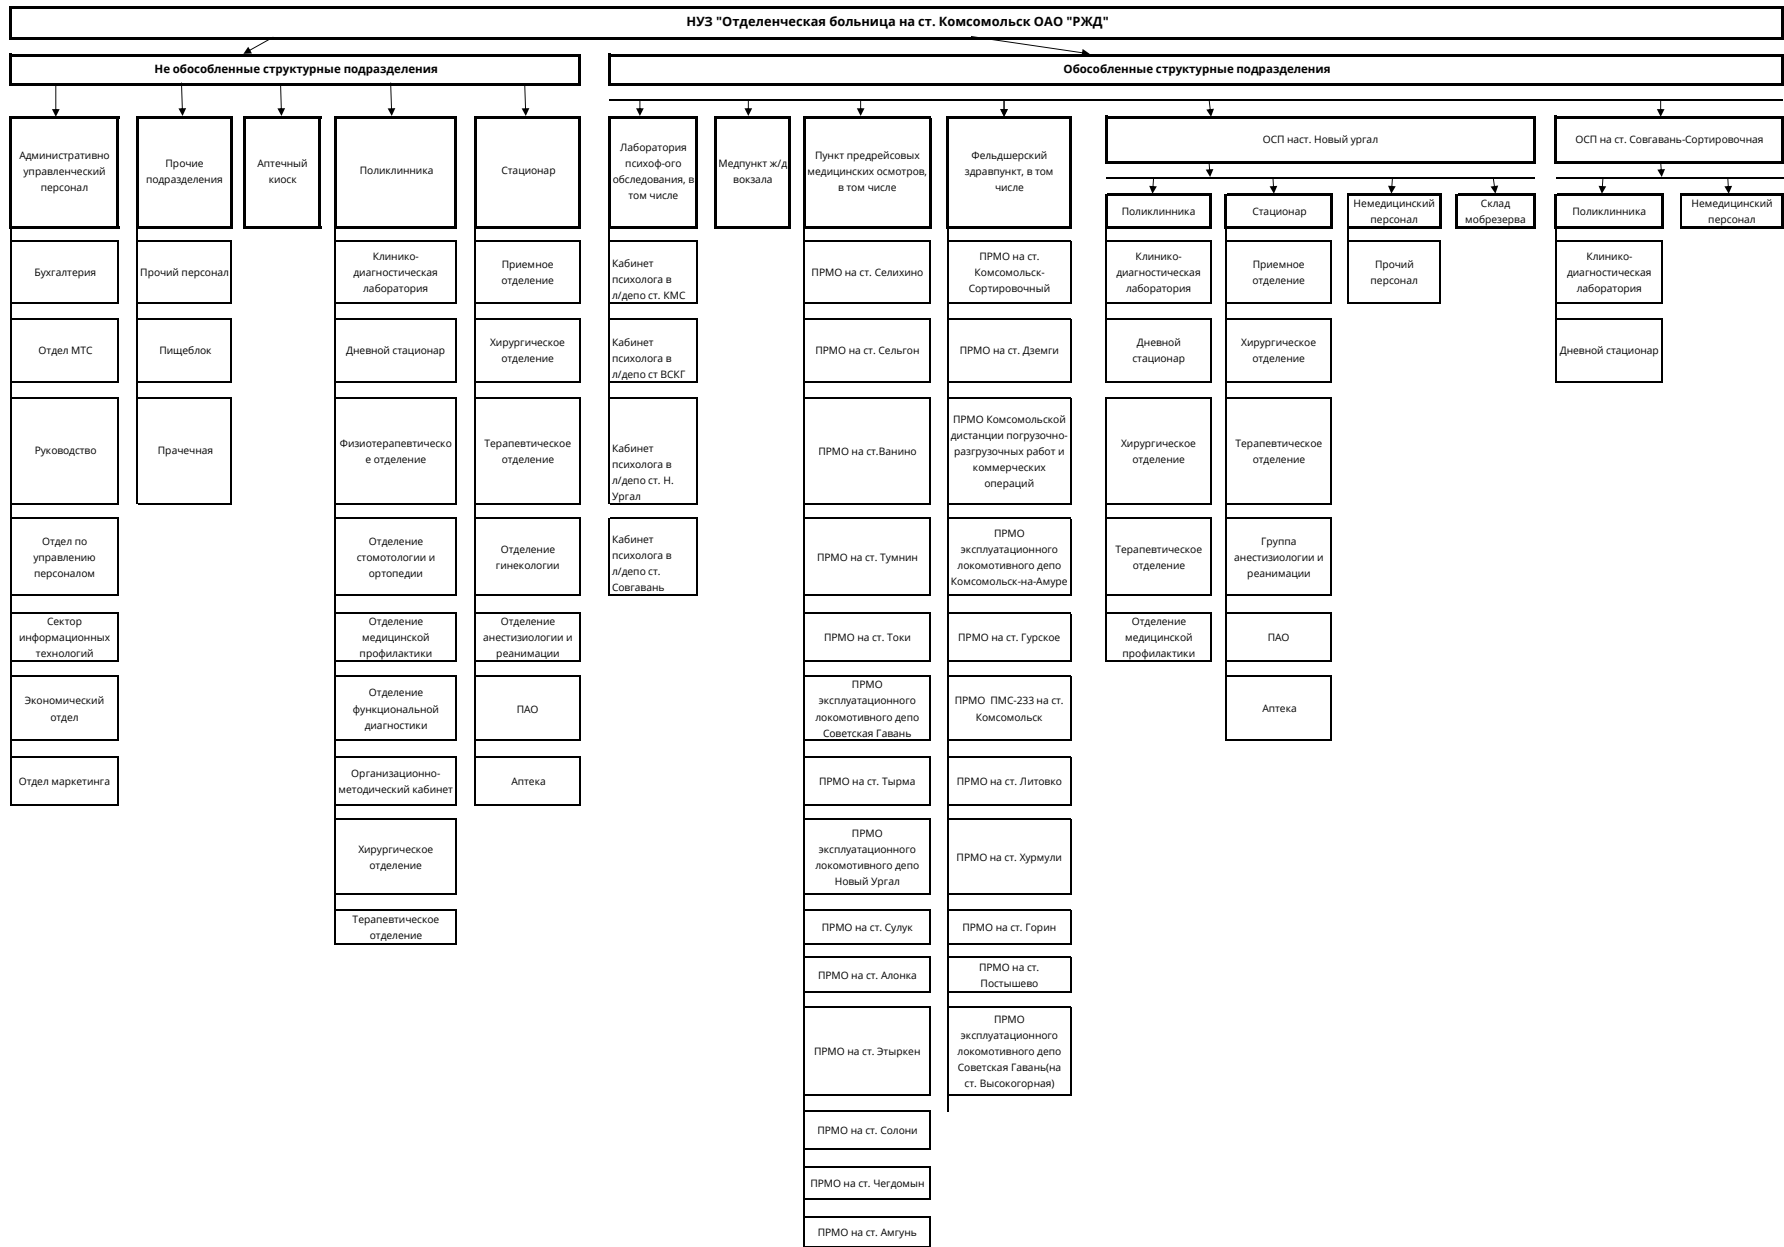 НУЗ "Отделенческая больница на ст. Комсомольск ОАО "РЖД"
Не обособленные структурные подразделения
Обособленные структурные подразделения
Административно
управленческий
персонал
Прочие
подразделения
Аптечный
киоск
Поликлинника
Стационар
Лаборатория
психоф-ого
обследования, в
том числе
Медпункт ж/д
вокзала
Пункт предрейсовых
медицинских осмотров,
в том числе
Фельдшерский
здравпункт, в том
числе
ОСП наст. Новый ургал
ОСП на ст. Совгавань-Сортировочная
Поликлинника
Стационар
Немедицинский
персонал
Склад
мобрезерва
Поликлинника
Немедицинский
персонал
Бухгалтерия
Отдел МТС
Руководство
Отдел по
управлению
персоналом
Сектор
информационных
технологий
Экономический
отдел
Отдел маркетинга
Прочий персонал
Пищеблок
Прачечная
Клинико-
диагностическая
лаборатория
Дневной стационар
Физиотерапевтическо
е отделение
Отделение
стомотологии и
ортопедии
Отделение
медицинской
профилактики
Отделение
функциональной
диагностики
Организационно-
методический кабинет
Хирургическое
отделение
Терапевтическое
отделение
Приемное
отделение
Хирургическое
отделение
Терапевтическое
отделение
Отделение
гинекологии
Отделение
анестизиологии и
реанимации
ПАО
Аптека
Кабинет
психолога в
л/депо ст. КМС
Кабинет
психолога в
л/депо ст ВСКГ
Кабинет
психолога в
л/депо ст. Н.
Ургал
Кабинет
психолога в
л/депо ст.
Совгавань
ПРМО на ст. Селихино
ПРМО на ст. Сельгон
ПРМО на ст.Ванино
ПРМО на ст. Тумнин
ПРМО на ст. Токи
ПРМО
эксплуатационного
локомотивного депо
Советская Гавань
ПРМО на ст. Тырма
ПРМО
эксплуатационного
локомотивного депо
Новый Ургал
ПРМО на ст. Сулук
ПРМО на ст. Алонка
ПРМО на ст. Этыркен
ПРМО на ст. Солони
ПРМО на ст. Чегдомын
ПРМО на ст. Амгунь
ПРМО на ст.
Комсомольск-
Сортировочный
ПРМО на ст. Дземги
ПРМО Комсомольской
дистанции погрузочно-
разгрузочных работ и
коммерческих
операций
ПРМО
эксплуатационного
локомотивного депо
Комсомольск-на-Амуре
ПРМО на ст. Гурское
ПРМО ПМС-233 на ст.
Комсомольск
ПРМО на ст. Литовко
ПРМО на ст. Хурмули
ПРМО на ст. Горин
ПРМО на ст.
Постышево
ПРМО
эксплуатационного
локомотивного депо
Советская Гавань(на
ст. Высокогорная)
Клинико-
диагностическая
лаборатория
Дневной
стационар
Хирургическое
отделение
Терапевтическое
отделение
Отделение
медицинской
профилактики
Приемное
отделение
Хирургическое
отделение
Терапевтическое
отделение
Группа
анестизиологии и
реанимации
ПАО
Аптека
Прочий
персонал
Клинико-
диагностическая
лаборатория
Дневной стационар